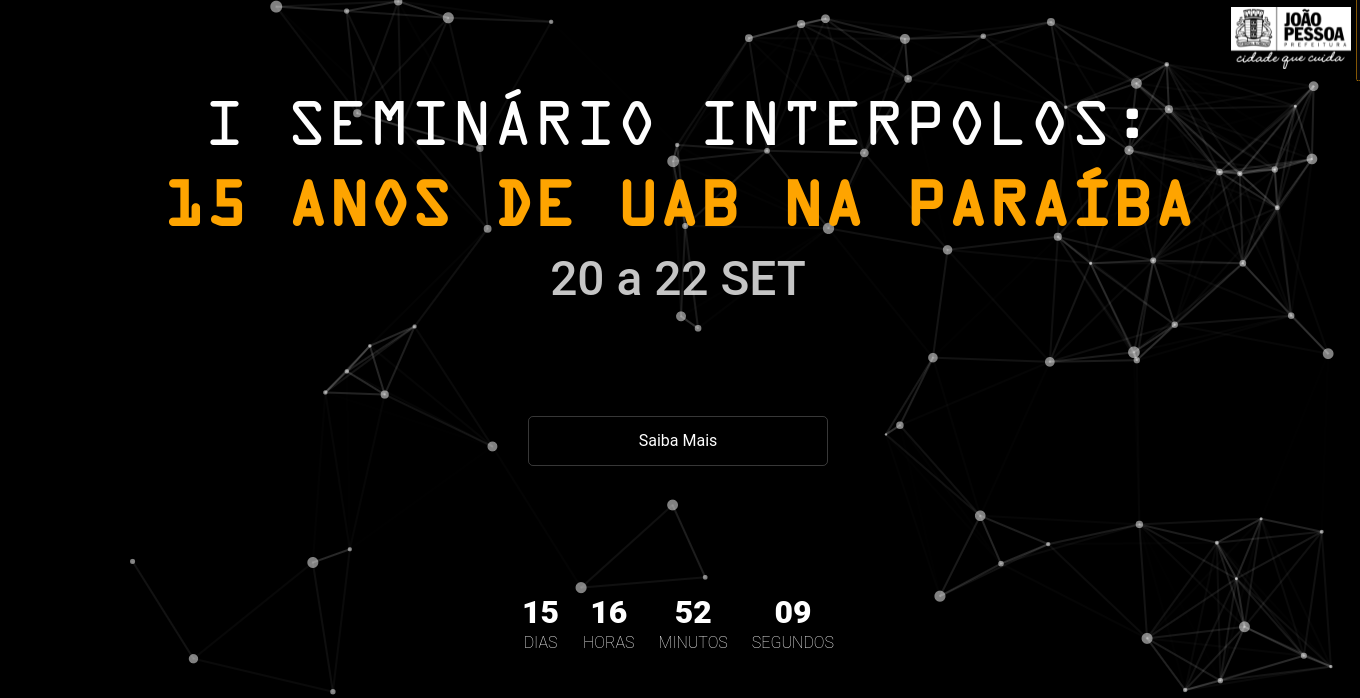 JOÃO
PESSOA
PREFEITURA
cidade que cuida
I SEMINÁRIO INTERPOLOS:
15 ANOS DE UAB NA PARAÍBA
20 a 22 SET
Saiba Mais
15 16 52 09
DIAS HORAS MINUTOS SEGUNDOS